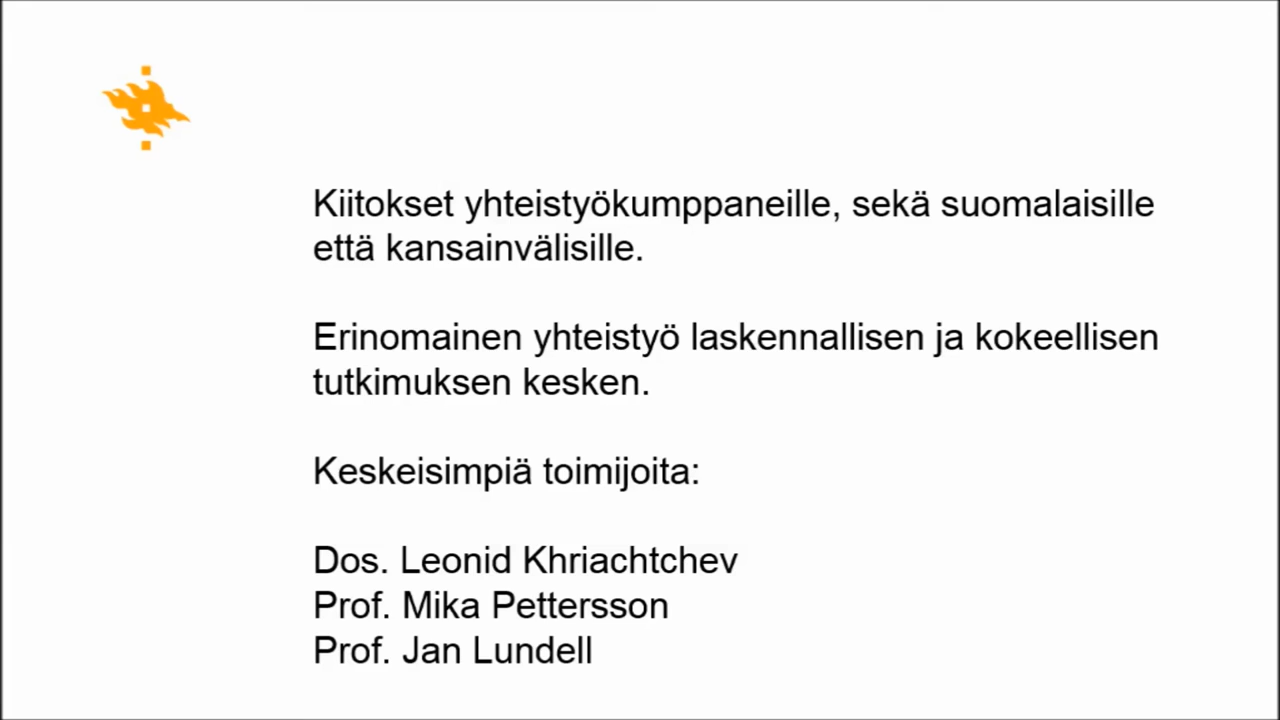 Kiitokset yhteistyökumppaneille, sekä suomalaisille
että kansainvälisille.
Erinomainen yhteistyö laskennallisen ja kokeellisen
tutkimuksen kesken.
Keskeisimpiä toimijoita:
Dos. Leonid Khriachtchev
Prof. Mika Pettersson
Prof. Jan Lundell